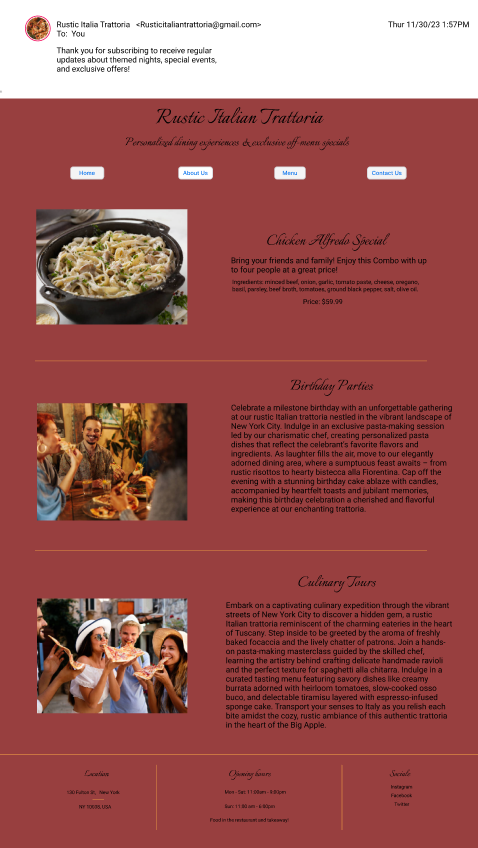 Rustic Italia Trattoria <Rusticitaliantrattoria@gmail.com>
Thur 11/30/23 1:57PM
To: You
Thank you for subscribing to receive regular
updates about themed nights, special events,
and exclusive offers!
Rustic Italian Trattoria
Personalized dining experiences & exclusive off-menu specials
Home
About Us
Menu
Contact Us
Chicken Alfredo Special
Bring your friends and family! Enjoy this Combo with up
to four people at a great price!
Ingredients: minced beef, onion, garlic, tomato paste, cheese, oregano,
basil, parsley, beef broth, tomatoes, ground black pepper, salt, olive oil.
Price: $59.99
Birthday Parties
Celebrate a milestone birthday with an unforgettable gathering
at our rustic Italian trattoria nestled in the vibrant landscape of
New York City. Indulge in an exclusive pasta-making session
led by our charismatic chef, creating personalized pasta
dishes that reflect the celebrant's favorite flavors and
ingredients. As laughter fills the air, move to our elegantly
adorned dining area, where a sumptuous feast awaits – from
rustic risottos to hearty bistecca alla Fiorentina. Cap off the
evening with a stunning birthday cake ablaze with candles,
accompanied by heartfelt toasts and jubilant memories,
making this birthday celebration a cherished and flavorful
experience at our enchanting trattoria.
Culinary Tours
Embark on a captivating culinary expedition through the vibrant
streets of New York City to discover a hidden gem, a rustic
Italian trattoria reminiscent of the charming eateries in the heart
of Tuscany. Step inside to be greeted by the aroma of freshly
baked focaccia and the lively chatter of patrons. Join a hands-
on pasta-making masterclass guided by the skilled chef,
learning the artistry behind crafting delicate handmade ravioli
and the perfect texture for spaghetti alla chitarra. Indulge in a
curated tasting menu featuring savory dishes like creamy
burrata adorned with heirloom tomatoes, slow-cooked osso
buco, and delectable tiramisu layered with espresso-infused
sponge cake. Transport your senses to Italy as you relish each
bite amidst the cozy, rustic ambiance of this authentic trattoria
in the heart of the Big Apple.
Location
100 Fulton St, New York
NY 10039, USA
Opening hours
Mon - Sat: 11:00am - 9:00pm
Sun: 11:00 am - 6:00pm
Food in the restaurant and takeaway!
Socials
Instagram
Facebook
Twitter